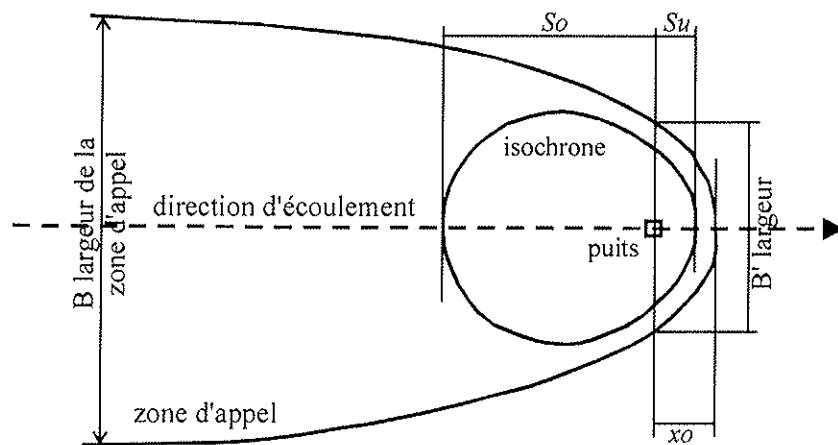 So
Su
isochrone
B largeur de la
zone d'appel
direction d'écoulement
puits
B' largeur
zone d'appel
xo